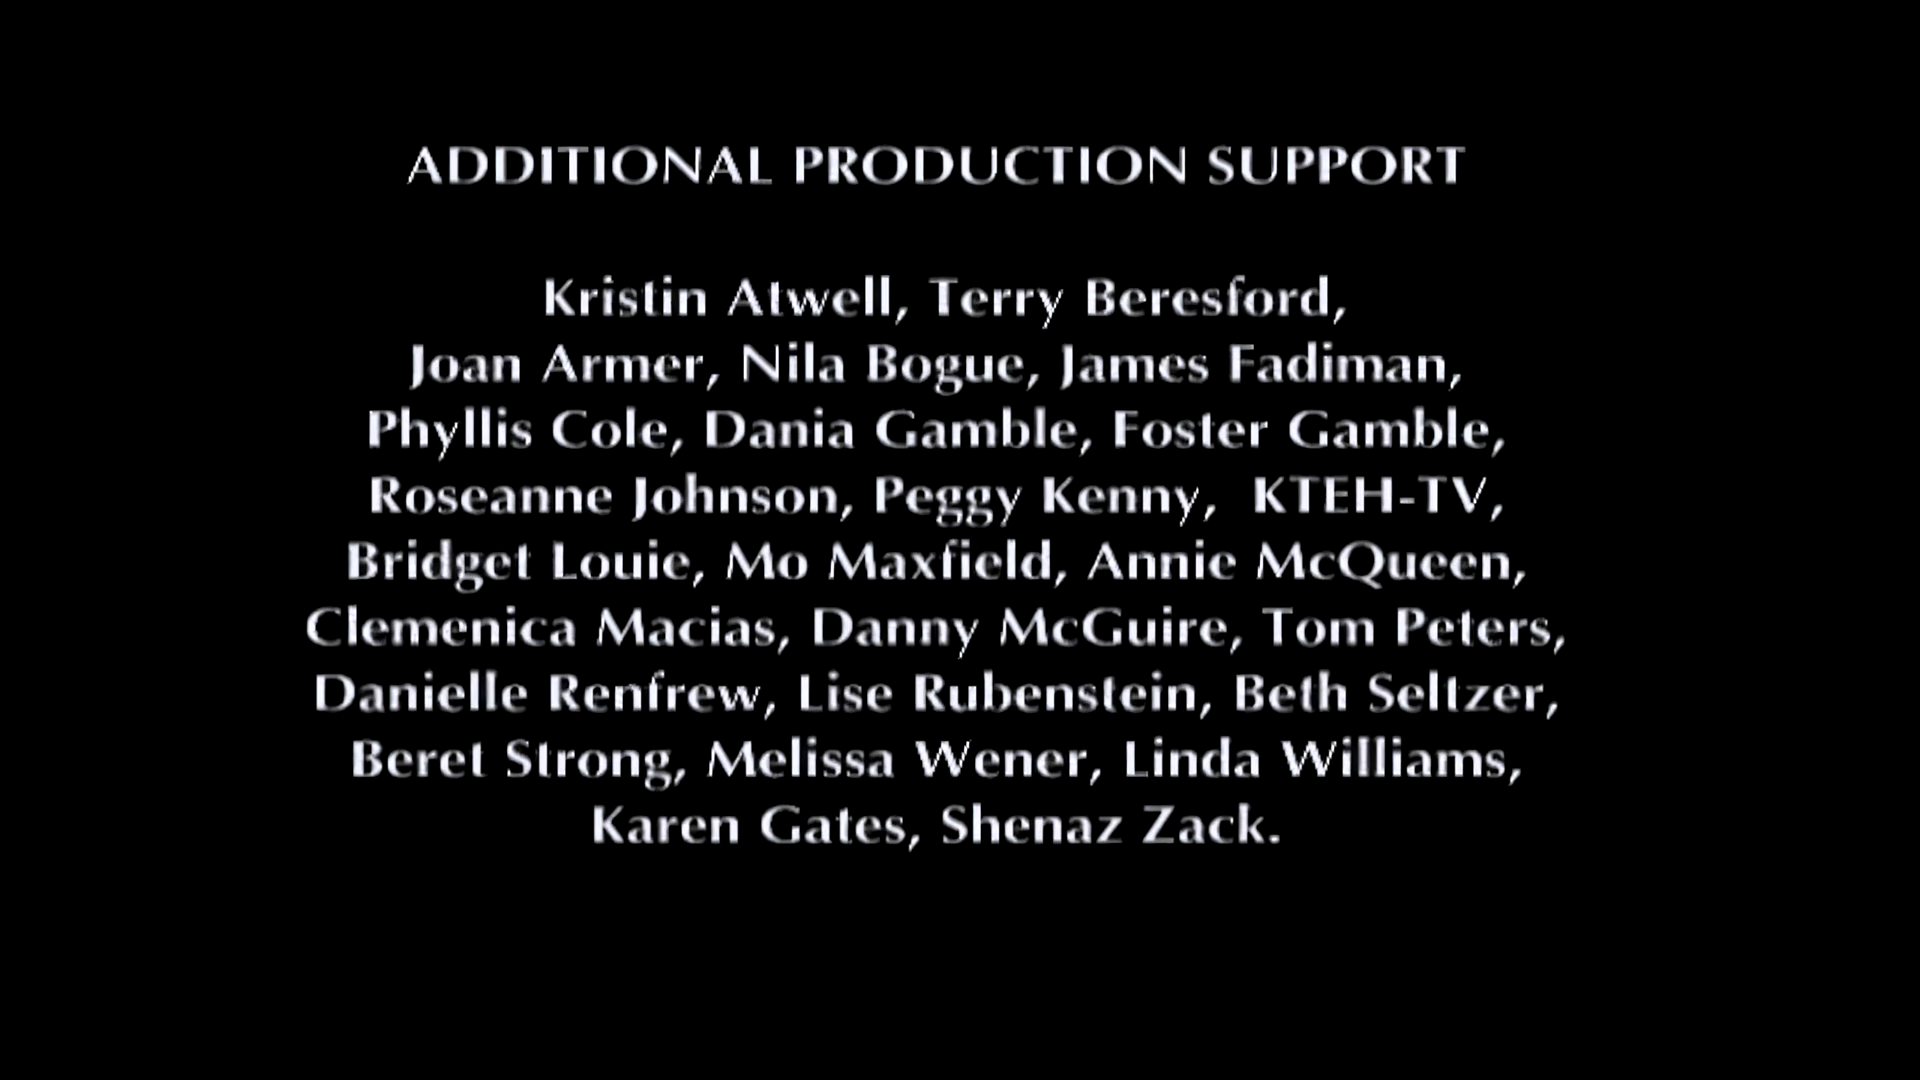 ADDITIONAL PRODUCTION SUPPORT
Kristin Atwell, Terry Beresford,
Joan Armer, Nila Bogue, James Fadiman,
Phyllis Cole, Dania Gamble, Foster Gamble,
Roseanne Johnson, Peggy Kenny,  KTEH-TV,
Bridget Louie, Mo Maxfield, Annie McQueen,
Clemenica Macias, Danny McGuire, Tom Peters,
Danielle Renfrew, Lise Rubenstein, Beth Seltzer,
Beret Strong, Melissa Wener, Linda Williams,
Karen Gates, Shenaz Zack.